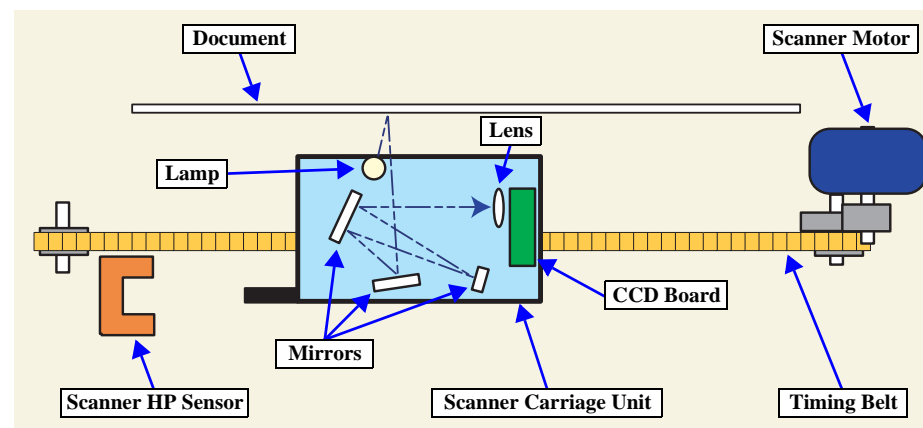 Document
Scanner Motor
Lens
Lamp
CCD Board
Mirrors
Scanner HP Sensor
Scanner Carriage Unit
Timing Belt